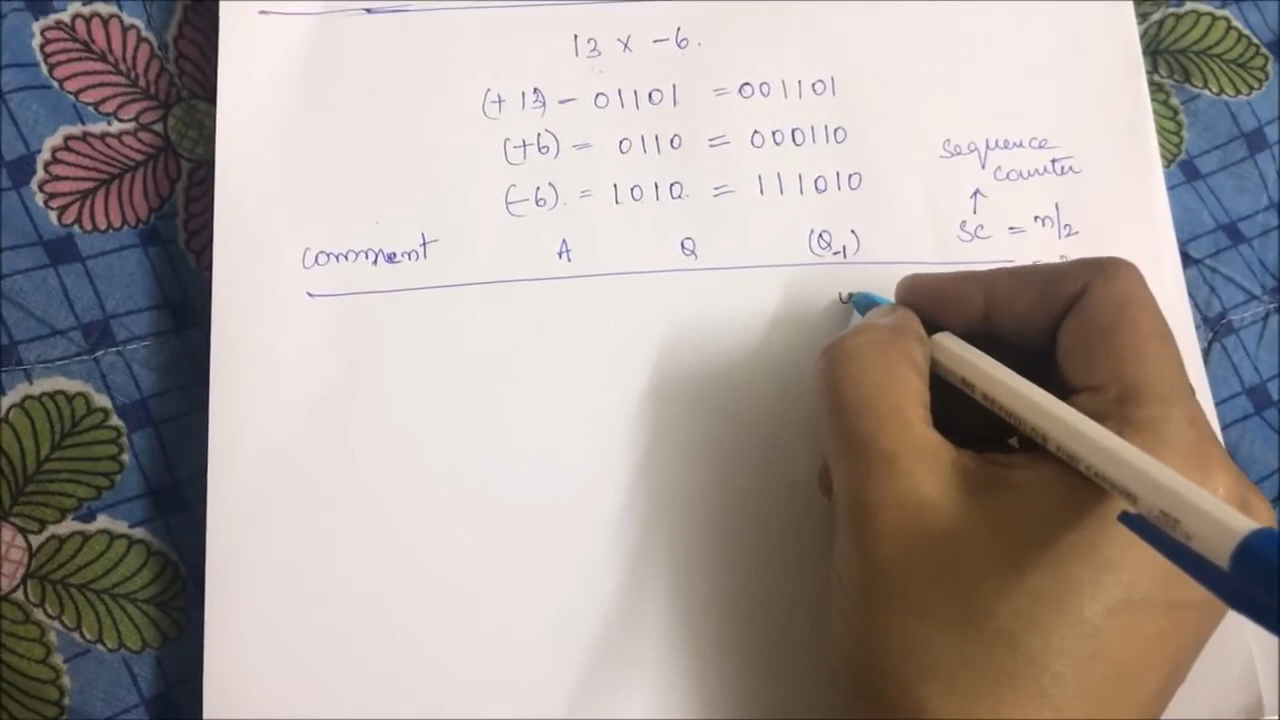 13 x -6.
(+13) - 01101 = 001101
(+6) = 0110 = 000110
(-6). = 1010. = 111010
sequence
counter
↑
SC = n/2
comment A Q (Q-1)